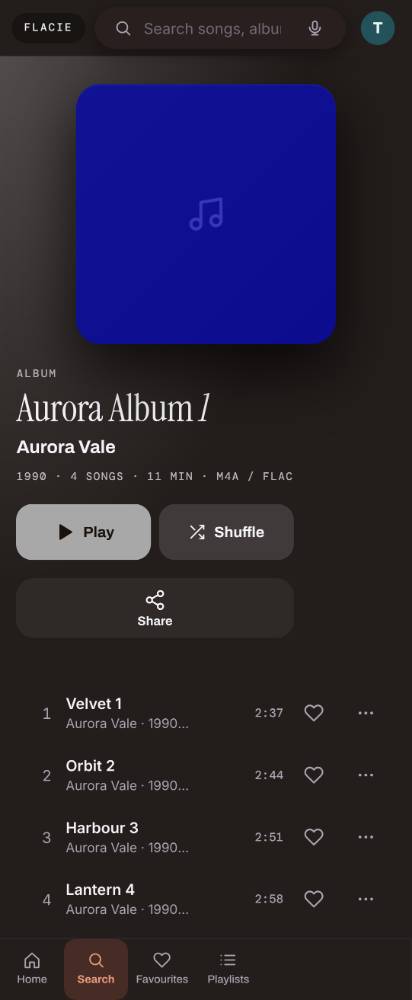 FLACIE
Search songs, albu
T
ALBUM
Aurora Album 1
Aurora Vale
1990 · 4 SONGS · 11 MIN · M4A / FLAC
Play
Shuffle
Share
1
Velvet 1
Aurora Vale · 1990...
2:37
2
Orbit 2
Aurora Vale · 1990...
2:44
3
Harbour 3
Aurora Vale · 1990...
2:51
4
Lantern 4
Aurora Vale · 1990...
2:58
Home
Search
Favourites
Playlists